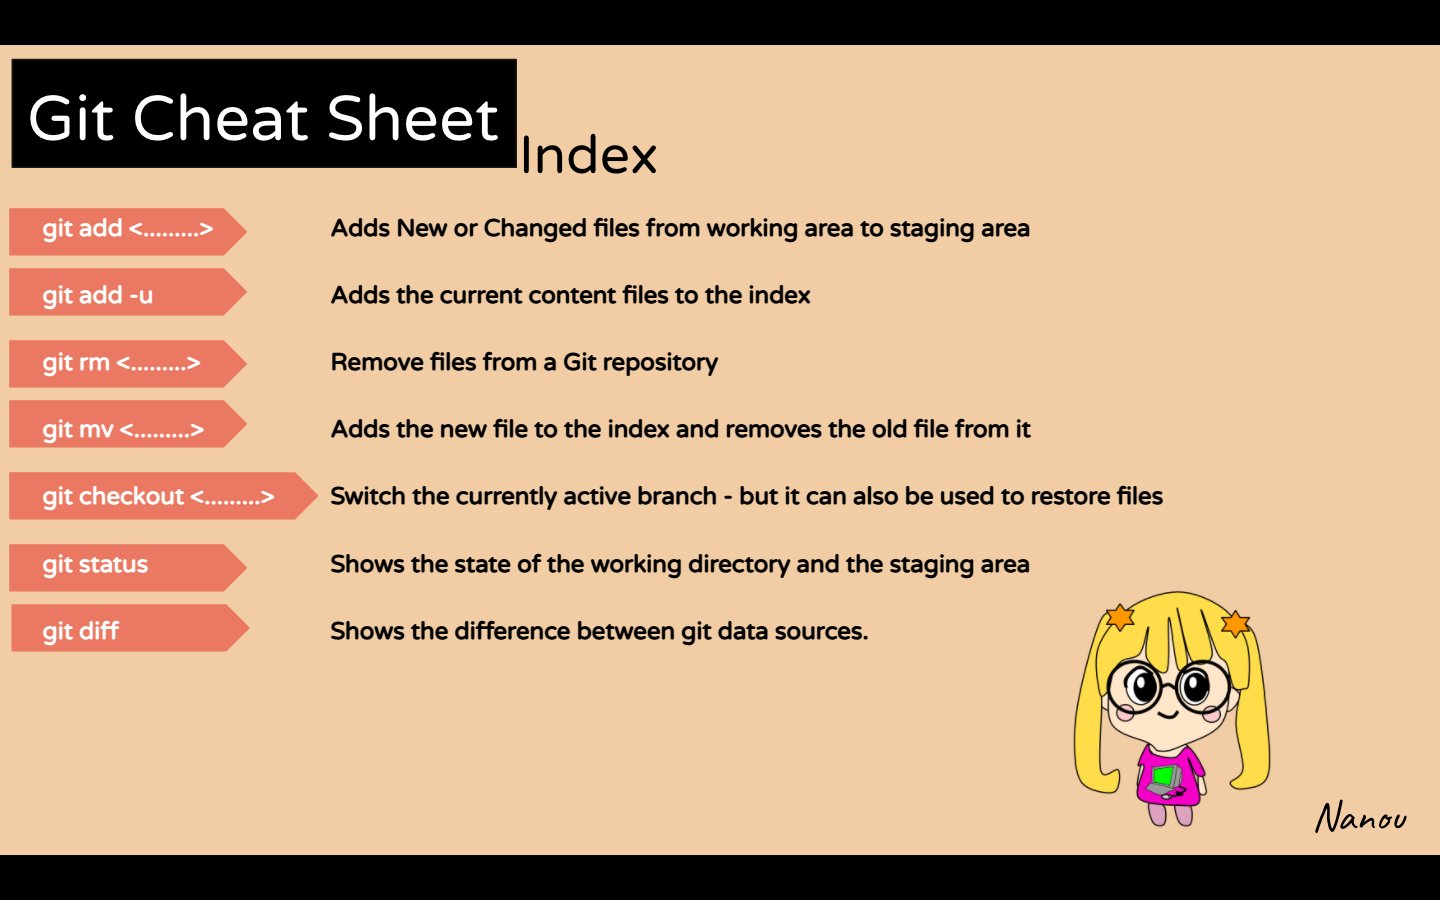 Git Cheat Sheet
Index
git add <.........> Adds New or Changed files from working area to staging area
git add -u Adds the current content files to the index
git rm <.........> Remove files from a Git repository
git mv <.........> Adds the new file to the index and removes the old file from it
git checkout <.........> Switch the currently active branch - but it can also be used to restore files
git status Shows the state of the working directory and the staging area
git diff Shows the difference between git data sources.
Nanou